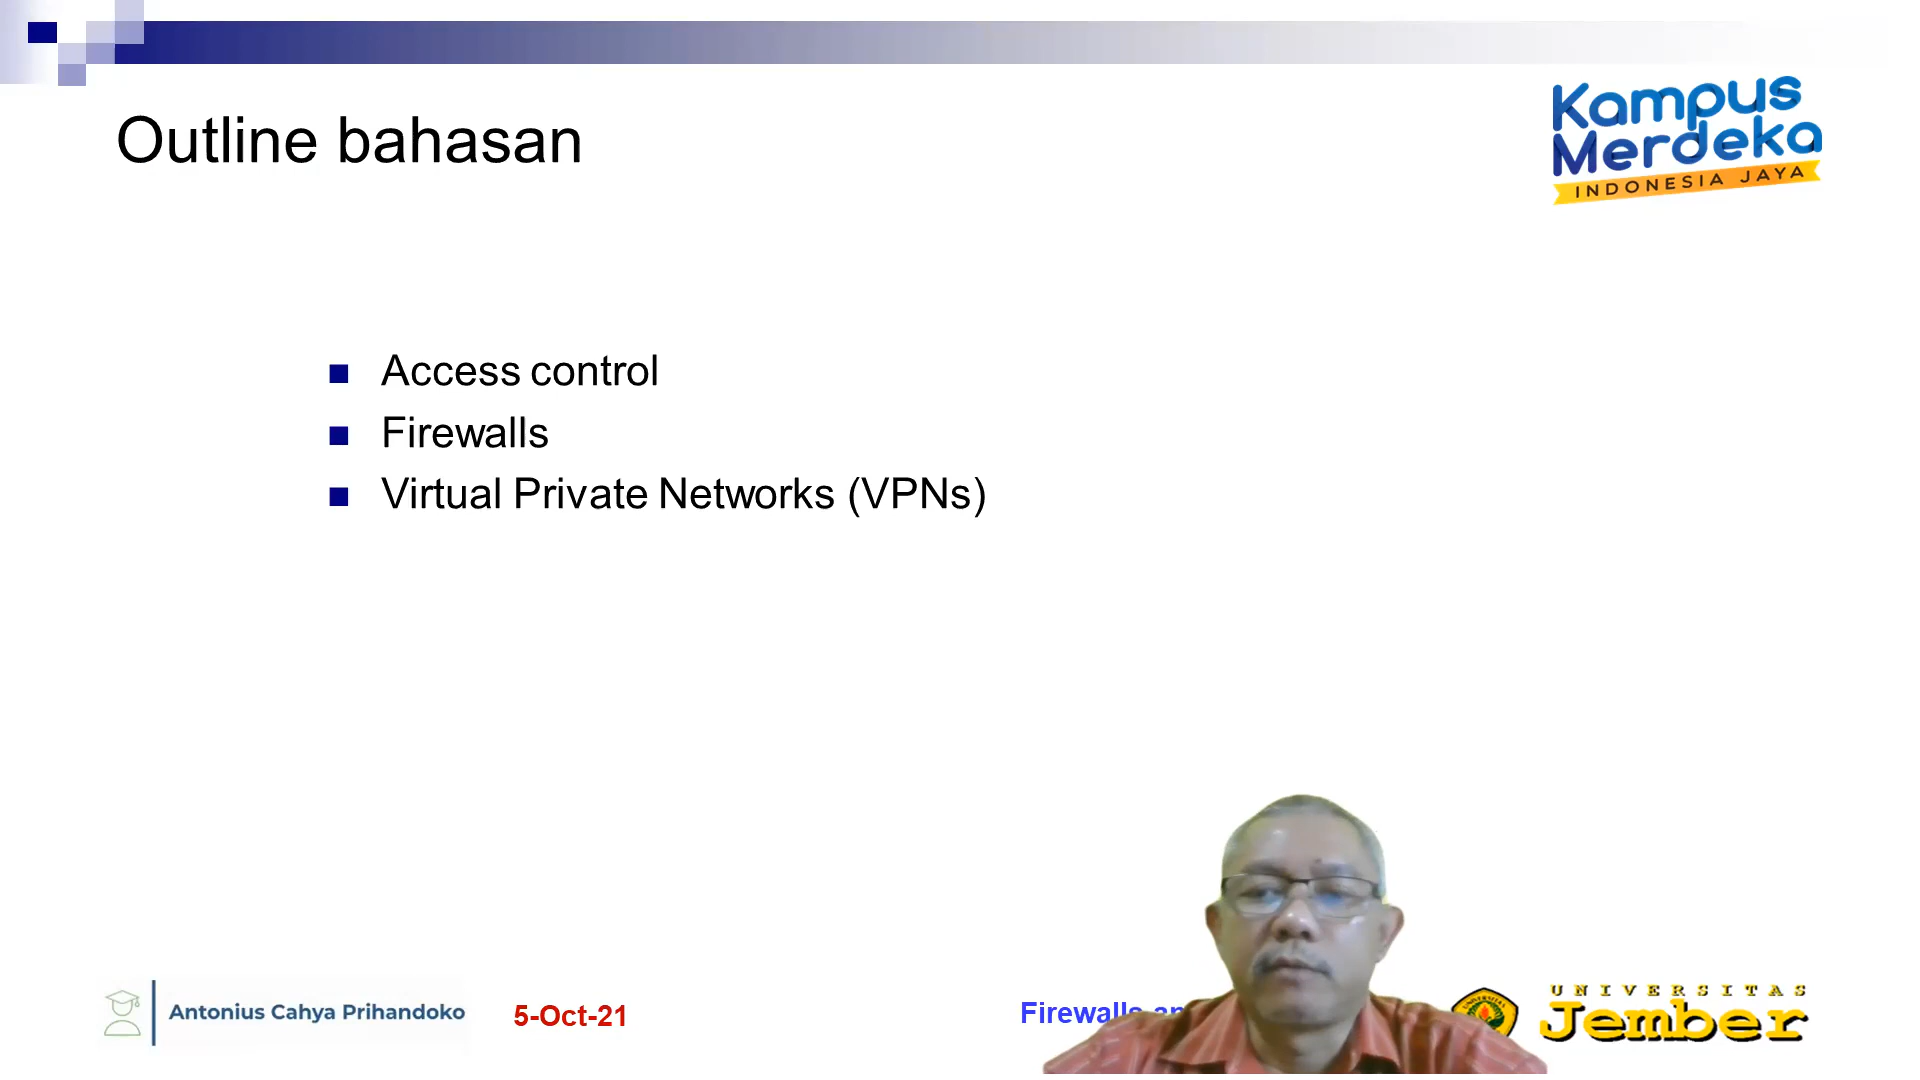 Outline bahasan
Kampus
Merdeka
INDONESIA JAYA
Access control
Firewalls
Virtual Private Networks (VPNs)
Antonius Cahya Prihandoko
5-Oct-21
Firewalls
UNIVERSITAS
Jember